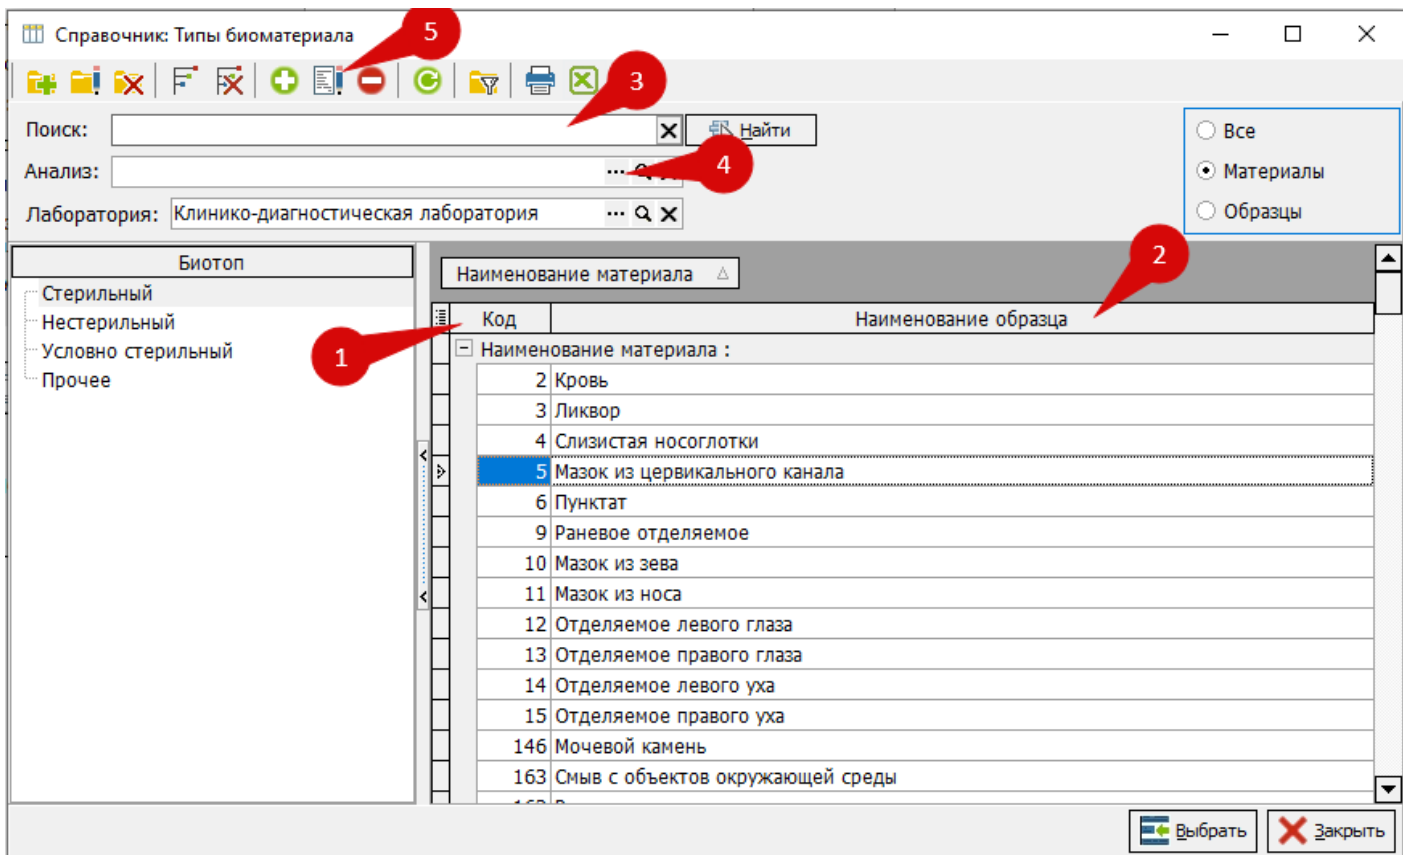 Справочник: Типы биоматериала
5
3
Поиск:
Найти
Все
Анализ:
4
Материалы
Лаборатория: Клинико-диагностическая лаборатория
Образцы
Биотоп
Стерильный
Нестерильный
Условно стерильный
Прочее
1
2
Наименование материала
Код Наименование образца
Наименование материала :
2 Кровь
3 Ликвор
4 Слизистая носоглотки
5 Мазок из цервикального канала
6 Пунктат
9 Раневое отделяемое
10 Мазок из зева
11 Мазок из носа
12 Отделяемое левого глаза
13 Отделяемое правого глаза
14 Отделяемое левого уха
15 Отделяемое правого уха
146 Мочевой камень
163 Смыв с объектов окружающей среды
Выбрать
Закрыть